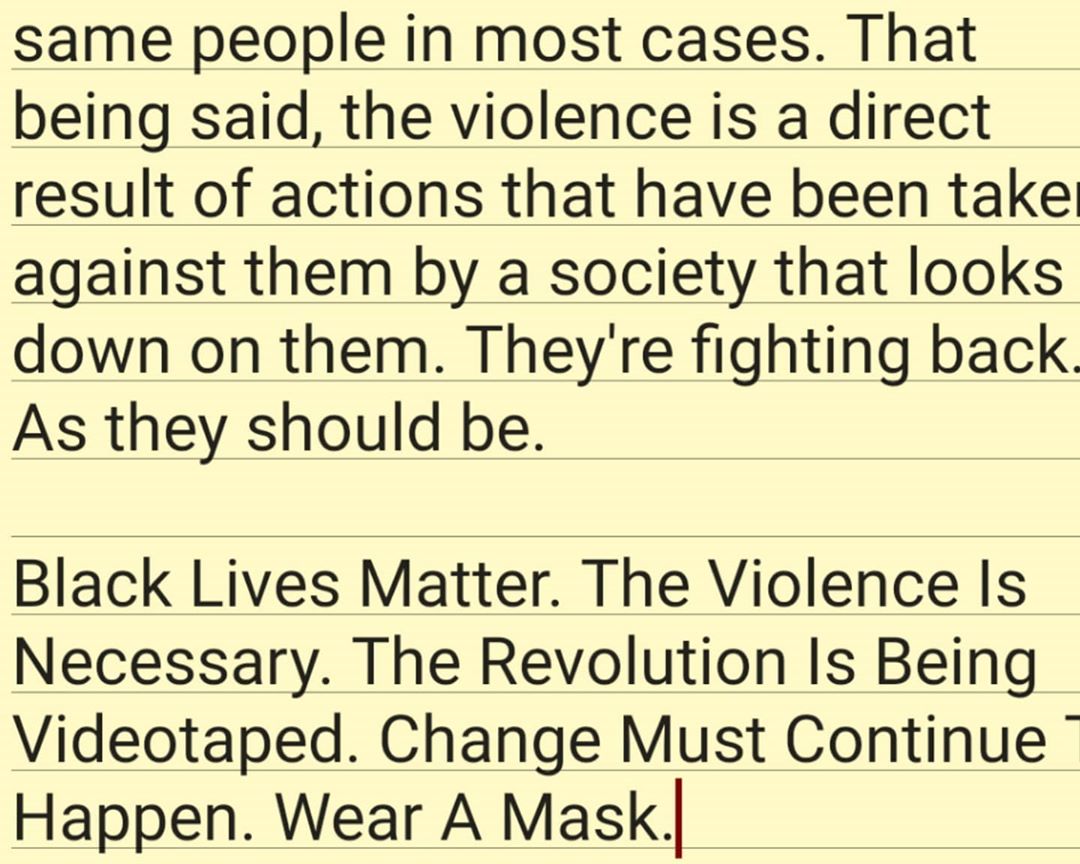 same people in most cases. That
being said, the violence is a direct
result of actions that have been take
against them by a society that looks
down on them. They're fighting back.
As they should be.
Black Lives Matter. The Violence Is
Necessary. The Revolution Is Being
Videotaped. Change Must Continue T
Happen. Wear A Mask.